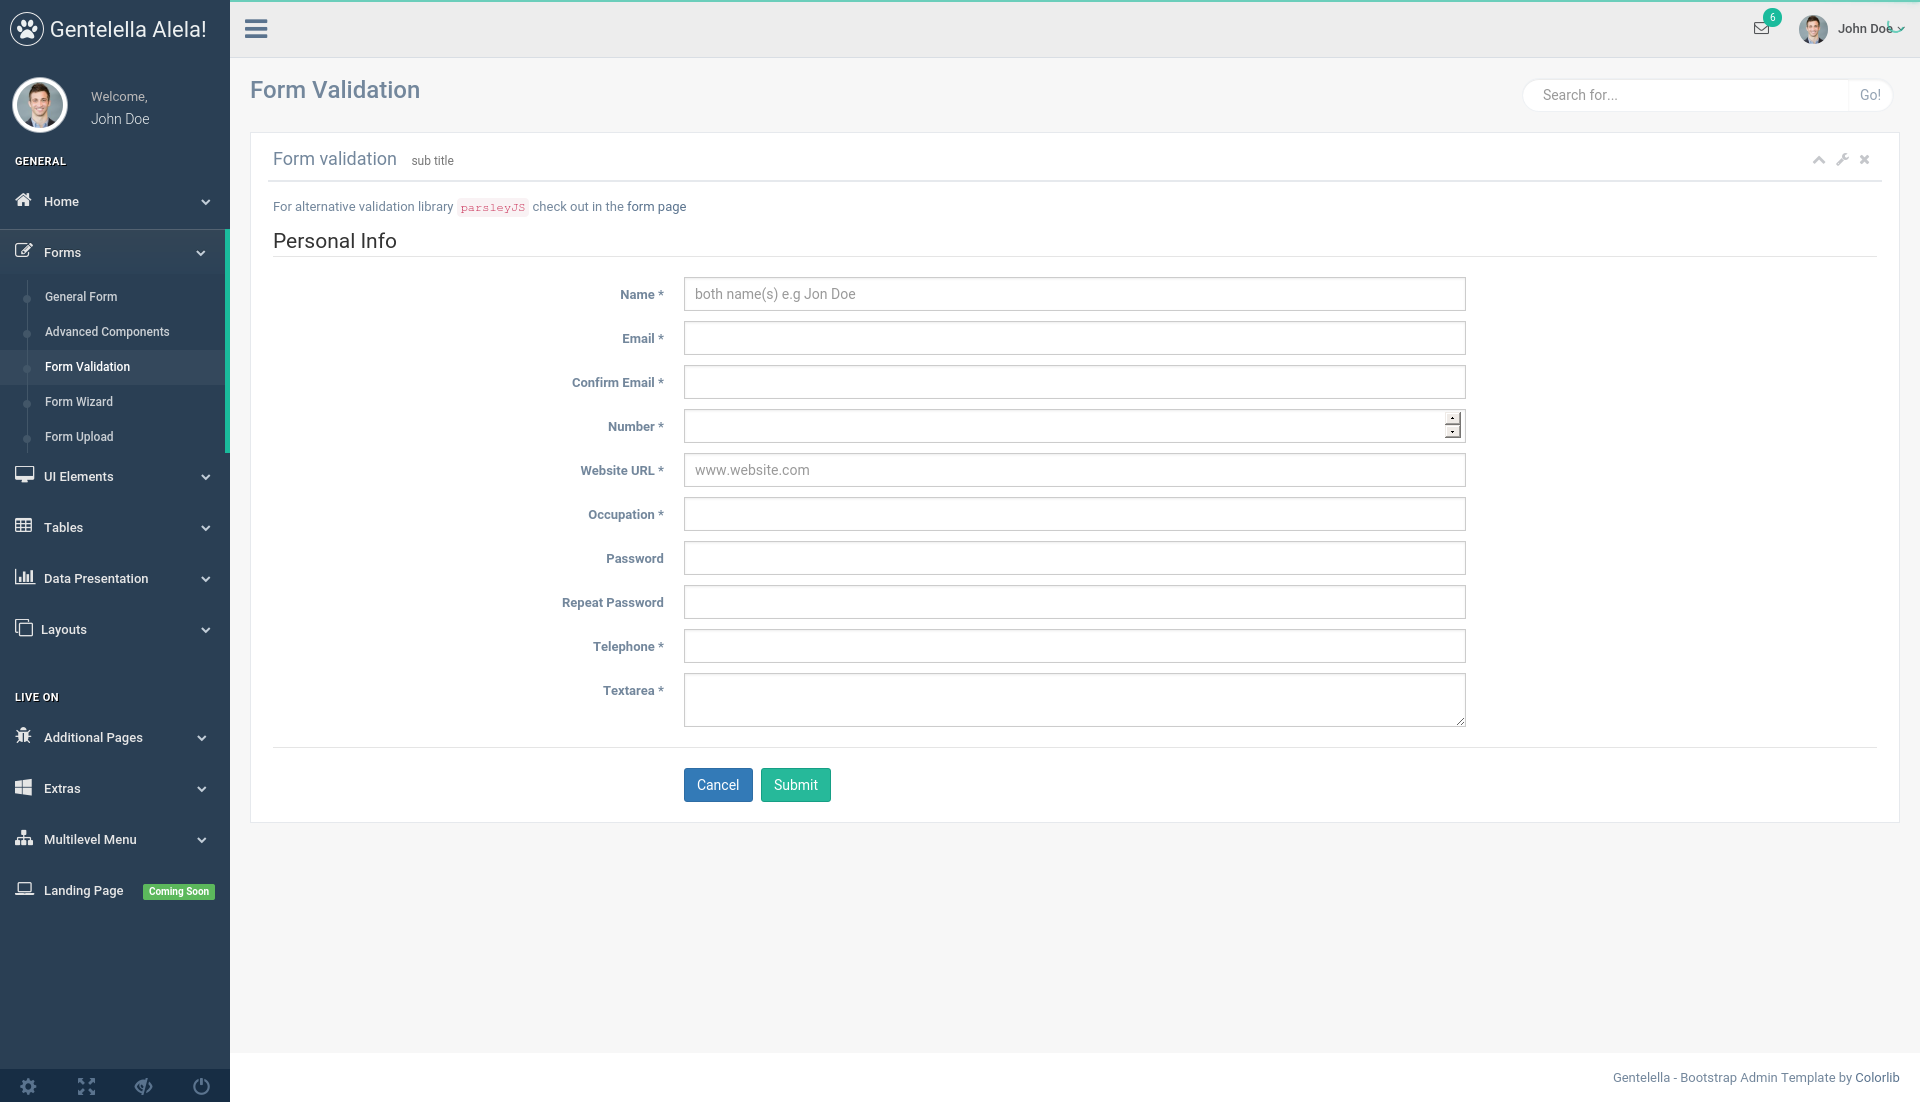 Gentelella Alela!
6
John Doe
Welcome,
John Doe
Form Validation
Search for...
Go!
GENERAL
Home
Forms
General Form
Advanced Components
Form Validation
Form Wizard
Form Upload
UI Elements
Tables
Data Presentation
Layouts
LIVE ON
Additional Pages
Extras
Multilevel Menu
Landing Page Coming Soon
Form validation sub title
For alternative validation library parsleyJS check out in the form page
Personal Info
Name * both name(s) e.g Jon Doe
Email *
Confirm Email *
Number *
Website URL * www.website.com
Occupation *
Password
Repeat Password
Telephone *
Textarea *
Cancel Submit
Gentelella - Bootstrap Admin Template by Colorlib